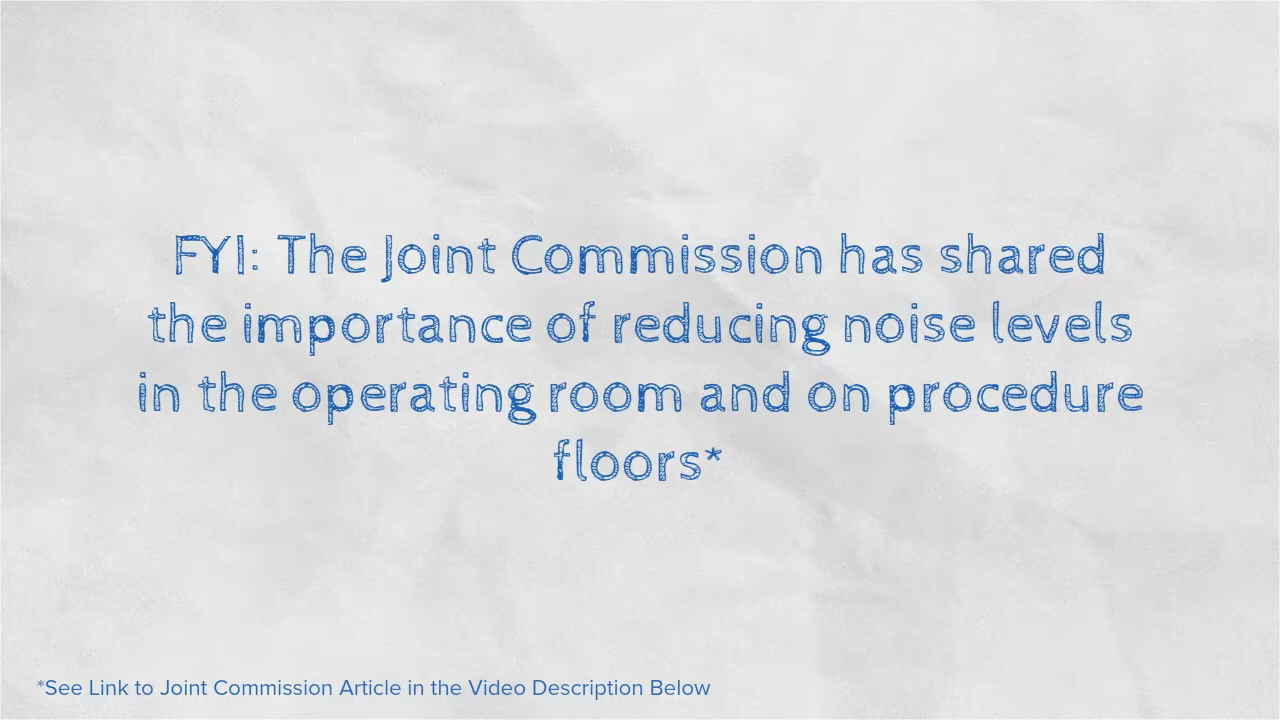 FYI: The Joint Commission has shared
the importance of reducing noise levels
in the operating room and on procedure
floors*
*See Link to Joint Commission Article in the Video Description Below